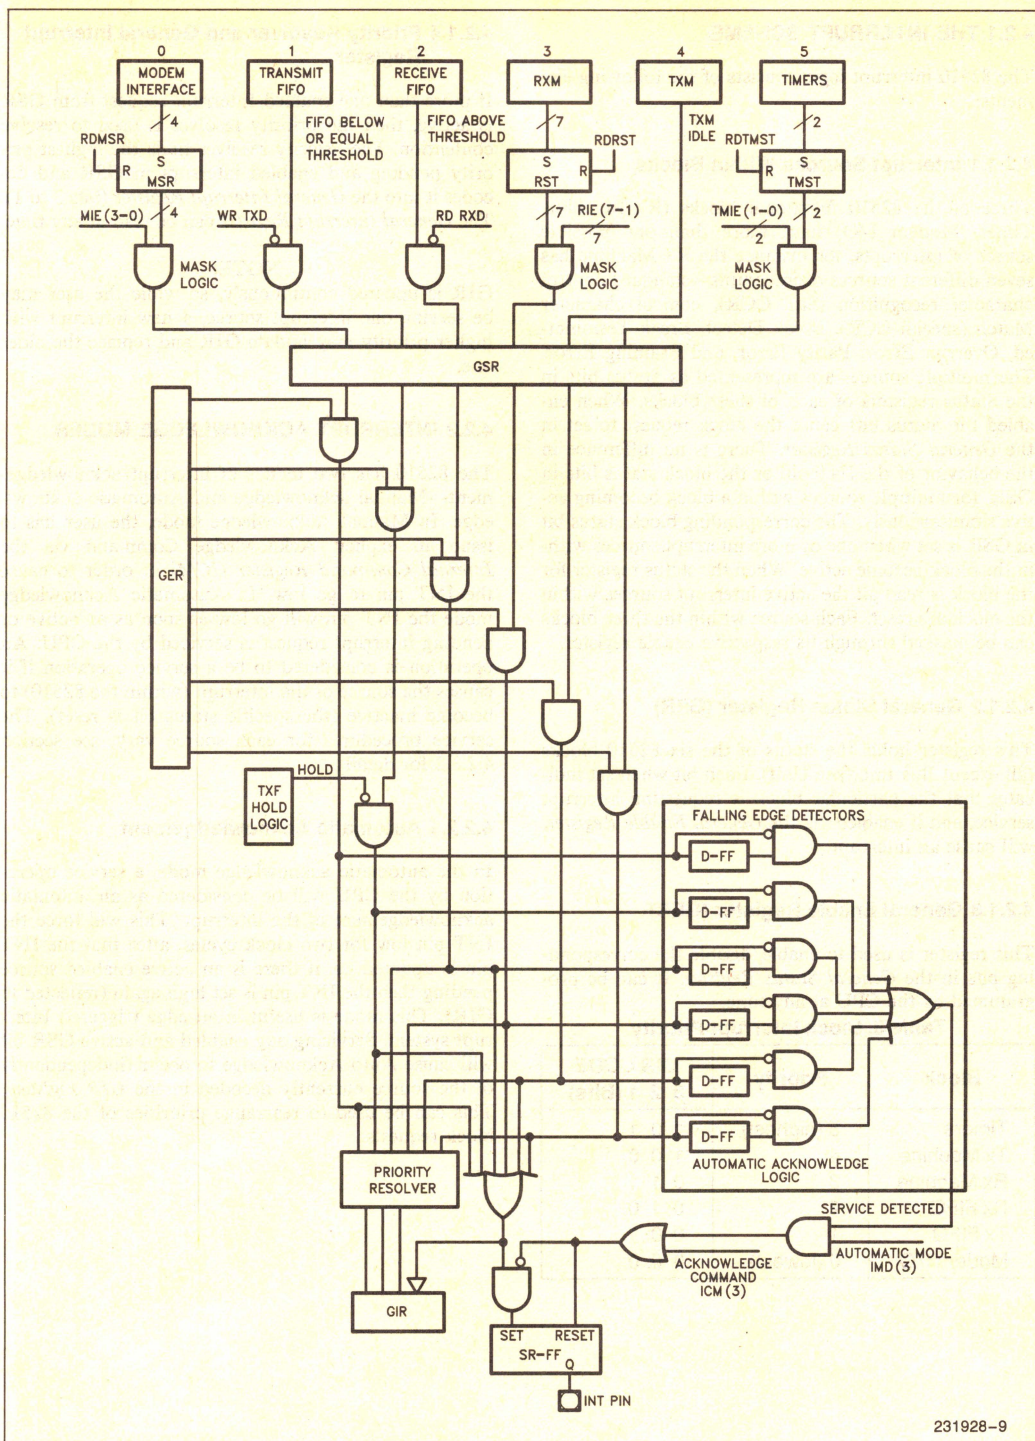 0 1 2 3 4 5
MODEM INTERFACE
TRANSMIT FIFO
RECEIVE FIFO
RXM
TXM
TIMERS
4
FIFO BELOW OR EQUAL THRESHOLD
FIFO ABOVE THRESHOLD
7
TXM IDLE
2
RDMSR
RDRST
RDTMST
S
R
MSR
S
R
RST
S
R
TMST
MIE(3-0)
4
WR TXD
RD RXD
7
RIE(7-1)
7
TMIE(1-0)
2
2
MASK LOGIC
MASK LOGIC
MASK LOGIC
GSR
GER
HOLD
TXF HOLD LOGIC
FALLING EDGE DETECTORS
D-FF
D-FF
D-FF
D-FF
D-FF
D-FF
AUTOMATIC ACKNOWLEDGE LOGIC
PRIORITY RESOLVER
SERVICE DETECTED
AUTOMATIC MODE IMD(3)
ACKNOWLEDGE COMMAND ICM(3)
GIR
SET
RESET
SR-FF
Q
INT PIN
231928-9